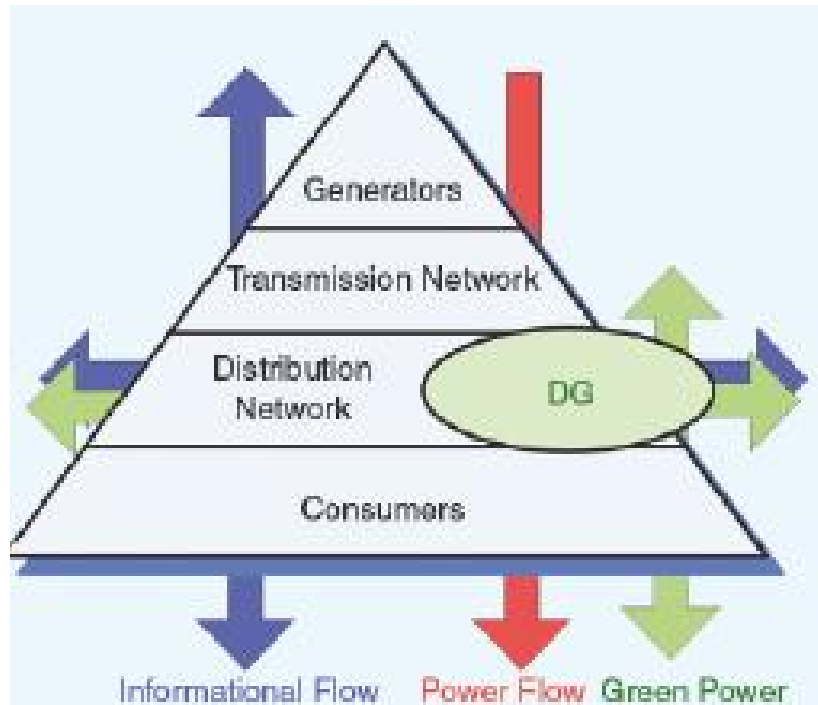 Generators
Transmission Network
Distribution
Network
DG
Consumers
Informational Flow
Power Flow
Green Power